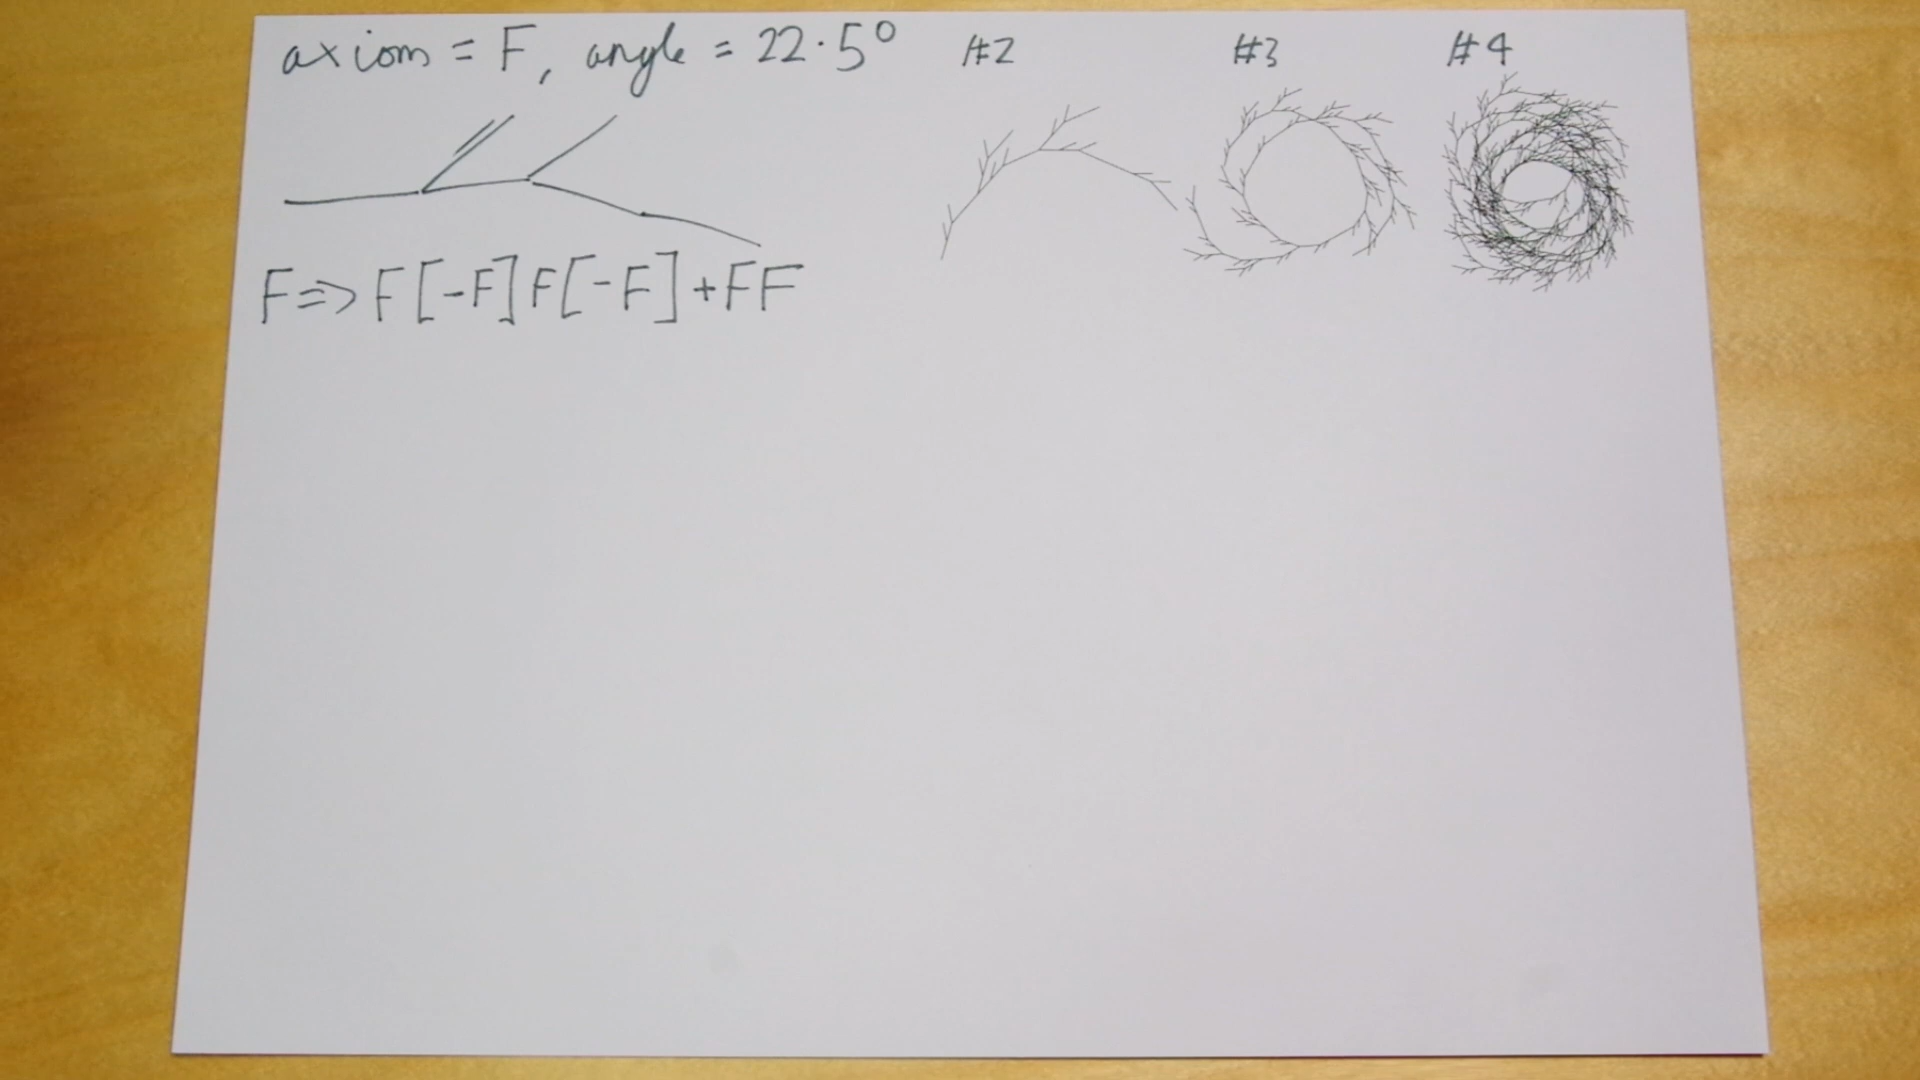 axiom = F, angle = 22.5° #2 #3 #4
F=>F[-F]F[-F]+FF